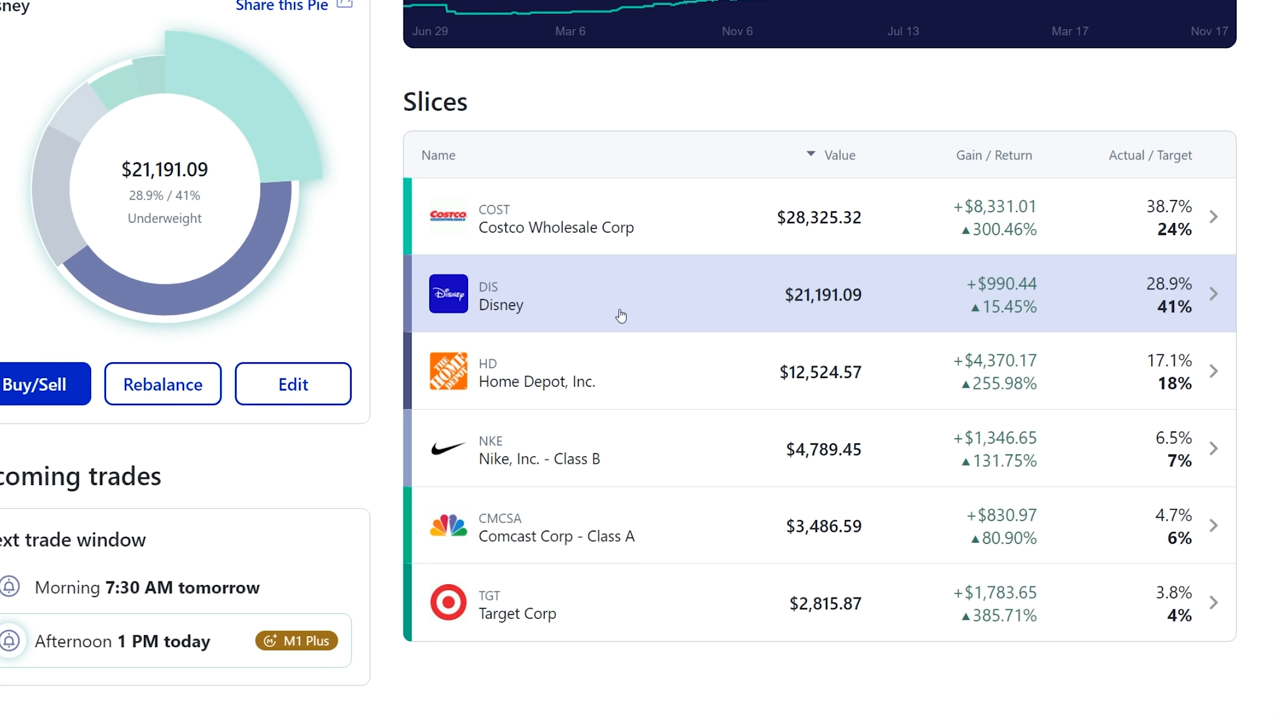 sney
Share this Pie
$21,191.09
28.9% / 41%
Underweight
Buy/Sell
Rebalance
Edit
coming trades
ext trade window
Morning 7:30 AM tomorrow
Afternoon 1 PM today
M1 Plus
Jun 29
Mar 6
Nov 6
Jul 13
Mar 17
Nov 17
Slices
Name
Value
Gain / Return
Actual / Target
COSTCO
WHOLESALE
COST
Costco Wholesale Corp
$28,325.32
+$8,331.01
▲300.46%
38.7%
24%
Disney
DIS
Disney
$21,191.09
+$990.44
▲15.45%
28.9%
41%
THE HOME DEPOT
HD
Home Depot, Inc.
$12,524.57
+$4,370.17
▲255.98%
17.1%
18%
NKE
Nike, Inc. - Class B
$4,789.45
+$1,346.65
▲131.75%
6.5%
7%
CMCSA
Comcast Corp - Class A
$3,486.59
+$830.97
▲80.90%
4.7%
6%
TGT
Target Corp
$2,815.87
+$1,783.65
▲385.71%
3.8%
4%